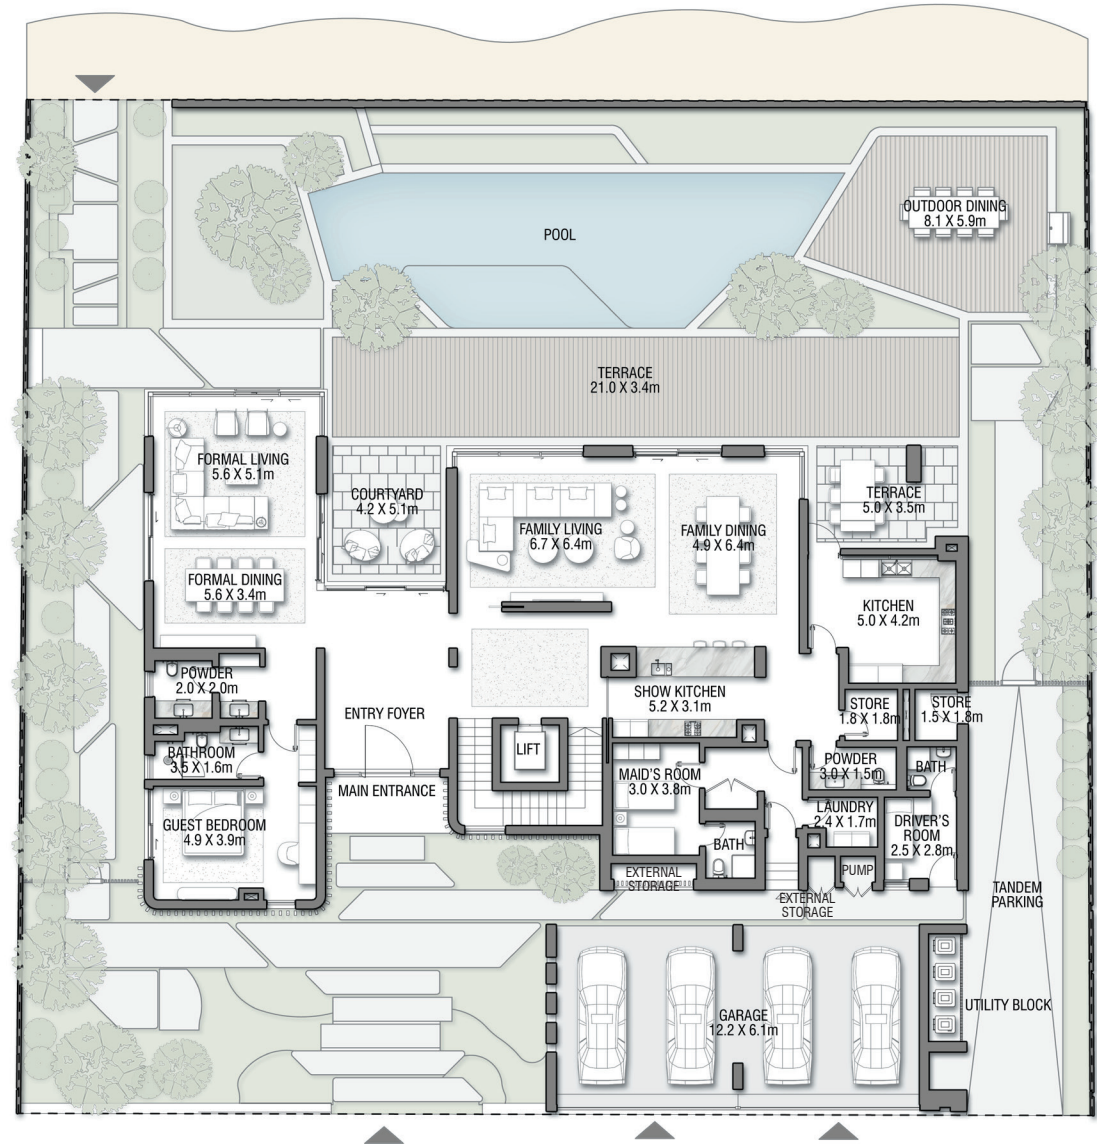 OUTDOOR DINING
8.1 X 5.9m
POOL
TERRACE
21.0 X 3.4m
FORMAL LIVING
5.6 X 5.1m
COURTYARD
4.2 X 5.1m
TERRACE
5.0 X 3.5m
FAMILY LIVING
6.7 X 6.4m
FAMILY DINING
4.9 X 6.4m
FORMAL DINING
5.6 X 3.4m
KITCHEN
5.0 X 4.2m
POWDER
2.0 X 2.0m
SHOW KITCHEN
5.2 X 3.1m
STORE
1.8 X 1.8m
STORE
1.5 X 1.8m
ENTRY FOYER
LIFT
BATHROOM
3.5 X 1.6m
MAID'S ROOM
3.0 X 3.8m
POWDER
3.0 X 1.5m
BATH
MAIN ENTRANCE
LAUNDRY
2.4 X 1.7m
GUEST BEDROOM
4.9 X 3.9m
DRIVER'S
ROOM
2.5 X 2.8m
BATH
EXTERNAL
STORAGE
PUMP
EXTERNAL
STORAGE
TANDEM
PARKING
UTILITY BLOCK
GARAGE
12.2 X 6.1m